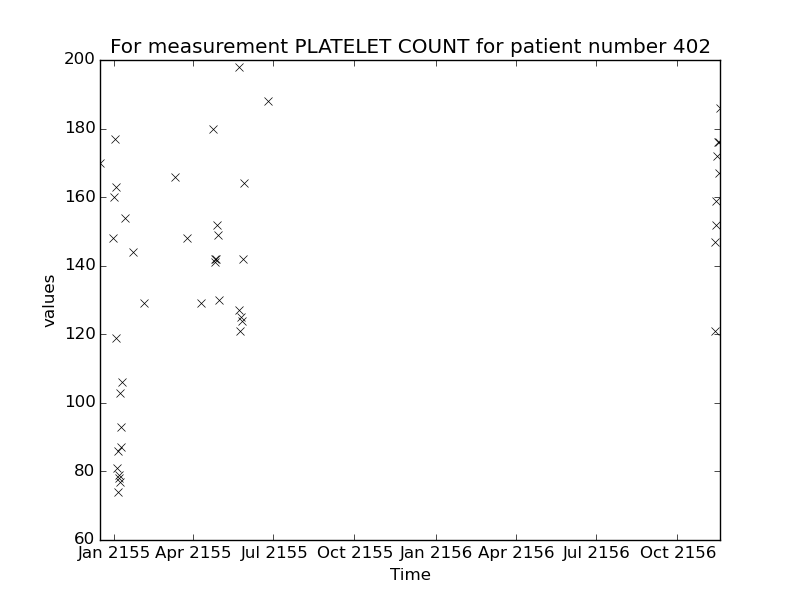 For measurement PLATELET COUNT for patient number 402
200
180
160
140
120
100
80
60
values
Jan 2155 Apr 2155 Jul 2155 Oct 2155 Jan 2156 Apr 2156 Jul 2156 Oct 2156
Time